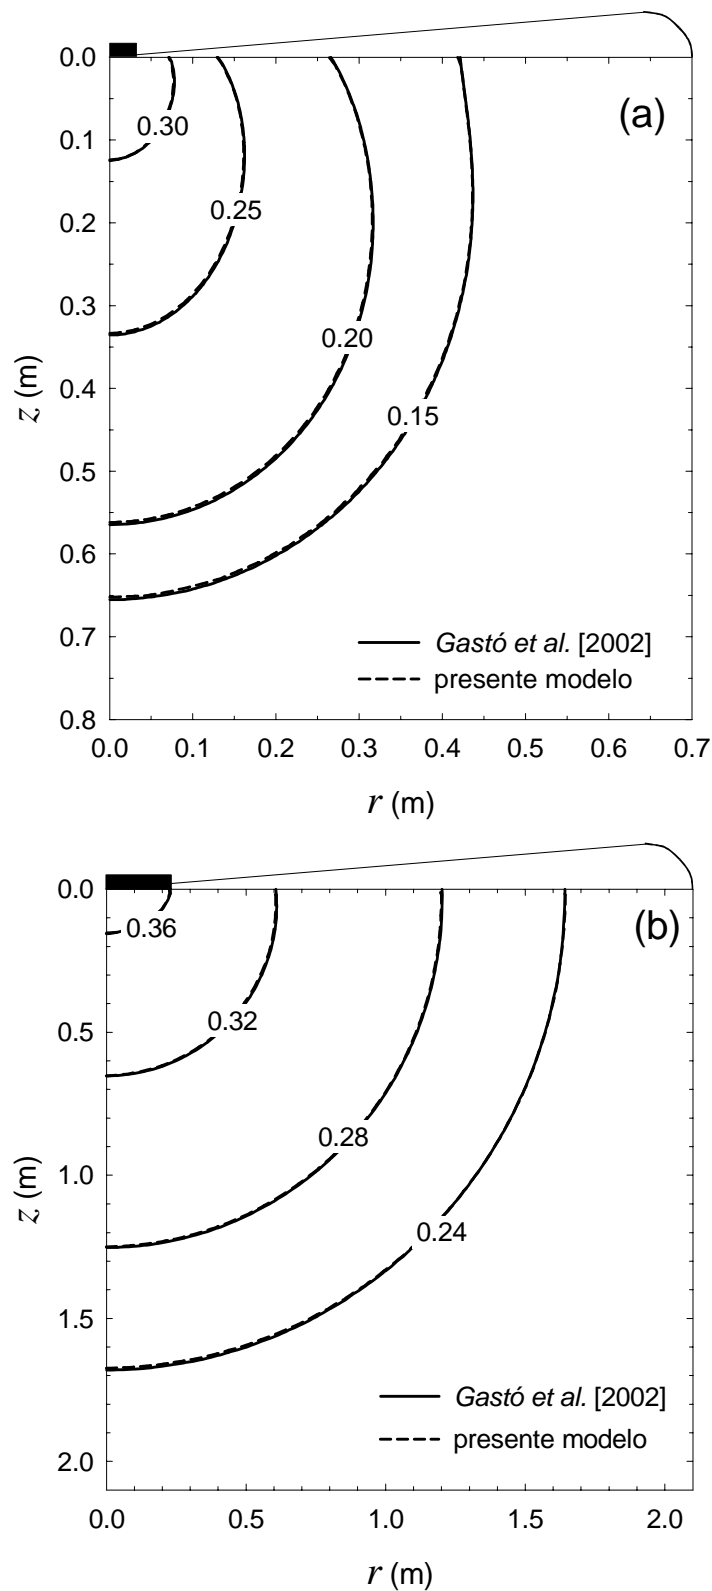 0.0
(a)
0.1
0.30
0.2
0.25
0.3
0.20
z (m)
0.4
0.15
0.5
0.6
Gastó et al. [2002]
0.7
presente modelo
0.8
0.0 0.1 0.2 0.3 0.4 0.5 0.6 0.7
r (m)
0.0
(b)
0.36
0.32
0.5
0.28
1.0
z (m)
0.24
1.5
Gastó et al. [2002]
presente modelo
2.0
0.0 0.5 1.0 1.5 2.0
r (m)